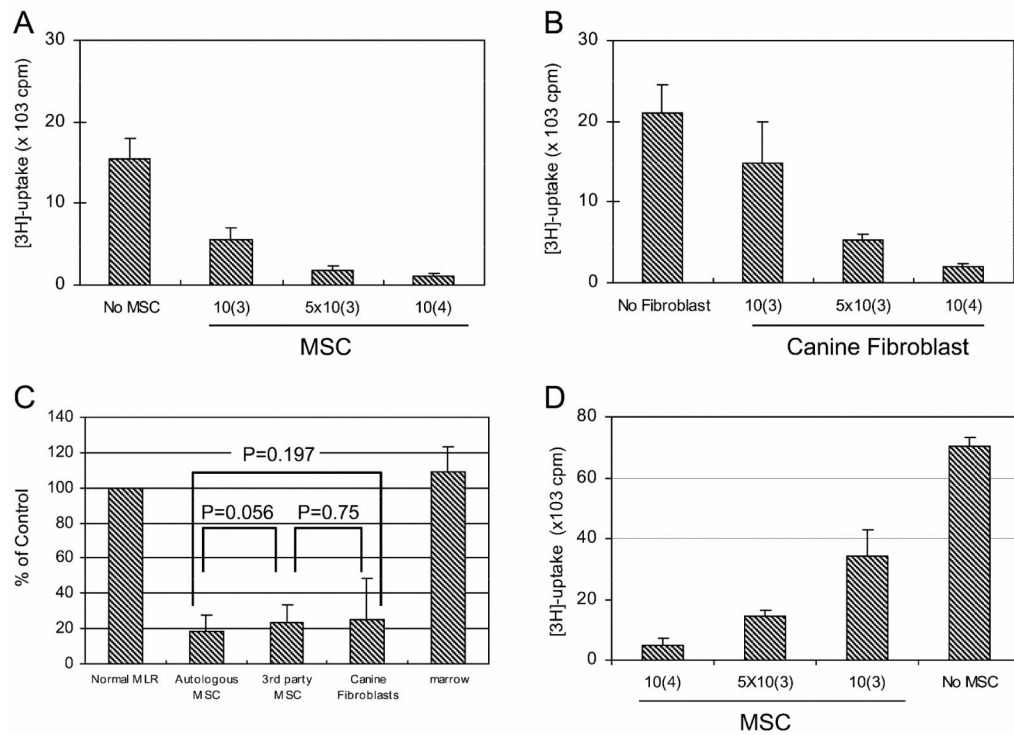 A
[3H]-uptake (x 103 cpm)
30
20
10
0
No MSC 10(3) 5x10(3) 10(4)
MSC
B
[3H]-uptake (x 103 cpm)
30
20
10
0
No Fibroblast 10(3) 5x10(3) 10(4)
Canine Fibroblast
C
% of Control
140
120
100
80
60
40
20
0
P=0.197
P=0.056 P=0.75
Normal MLR Autologous 3rd party Canine marrow
MSC MSC Fibroblasts
D
[3H]-uptake (x103 cpm)
80
60
40
20
0
10(4) 5X10(3) 10(3) No MSC
MSC